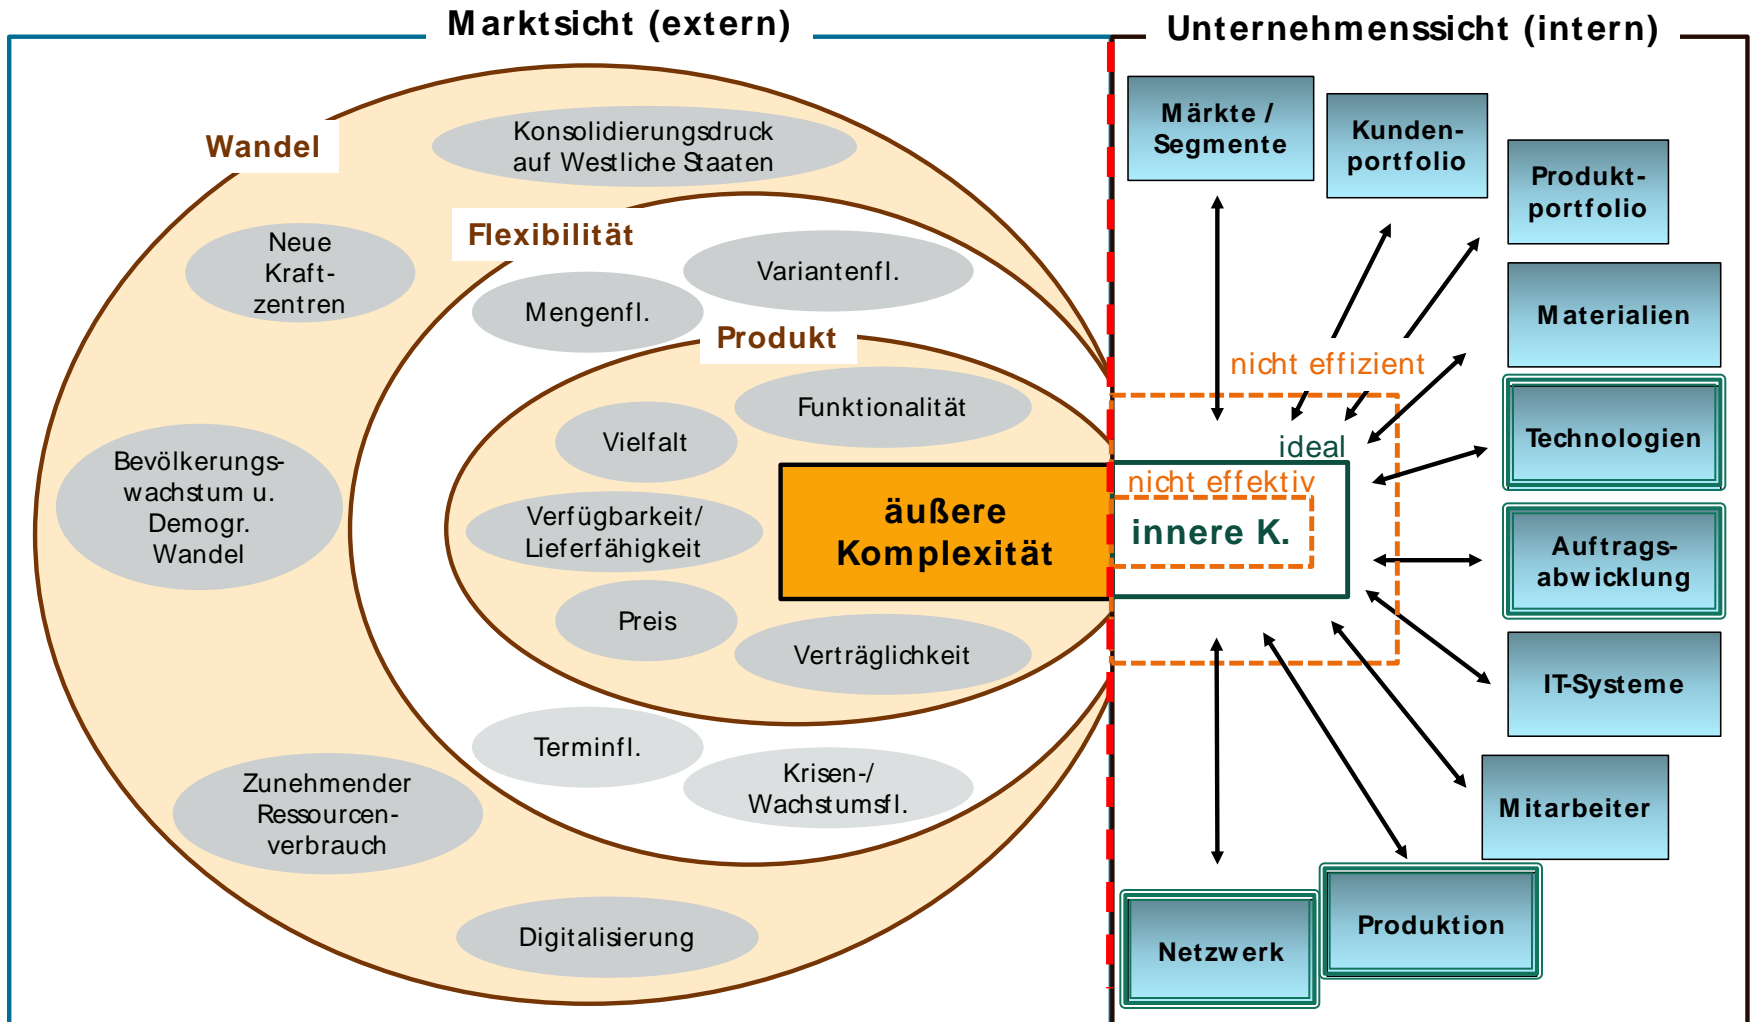 Marktsicht (extern)
Unternehmenssicht (intern)
Wandel
Konsolidierungsdruck
auf Westliche Staaten
Neue
Kraft-
zentren
Bevölkerungs-
wachstum u.
Demogr.
Wandel
Zunehmender
Ressourcen-
verbrauch
Digitalisierung
Flexibilität
Variantenfl.
Mengenfl.
Terminfl.
Krisen-/
Wachstumsfl.
Produkt
Funktionalität
Vielfalt
Verfügbarkeit/
Lieferfähigkeit
Preis
Verträglichkeit
äußere
Komplexität
nicht effizient
ideal
nicht effektiv
innere K.
Märkte /
Segmente
Kunden-
portfolio
Produkt-
portfolio
Materialien
Technologien
Auftrags-
abwicklung
IT-Systeme
Mitarbeiter
Produktion
Netzwerk